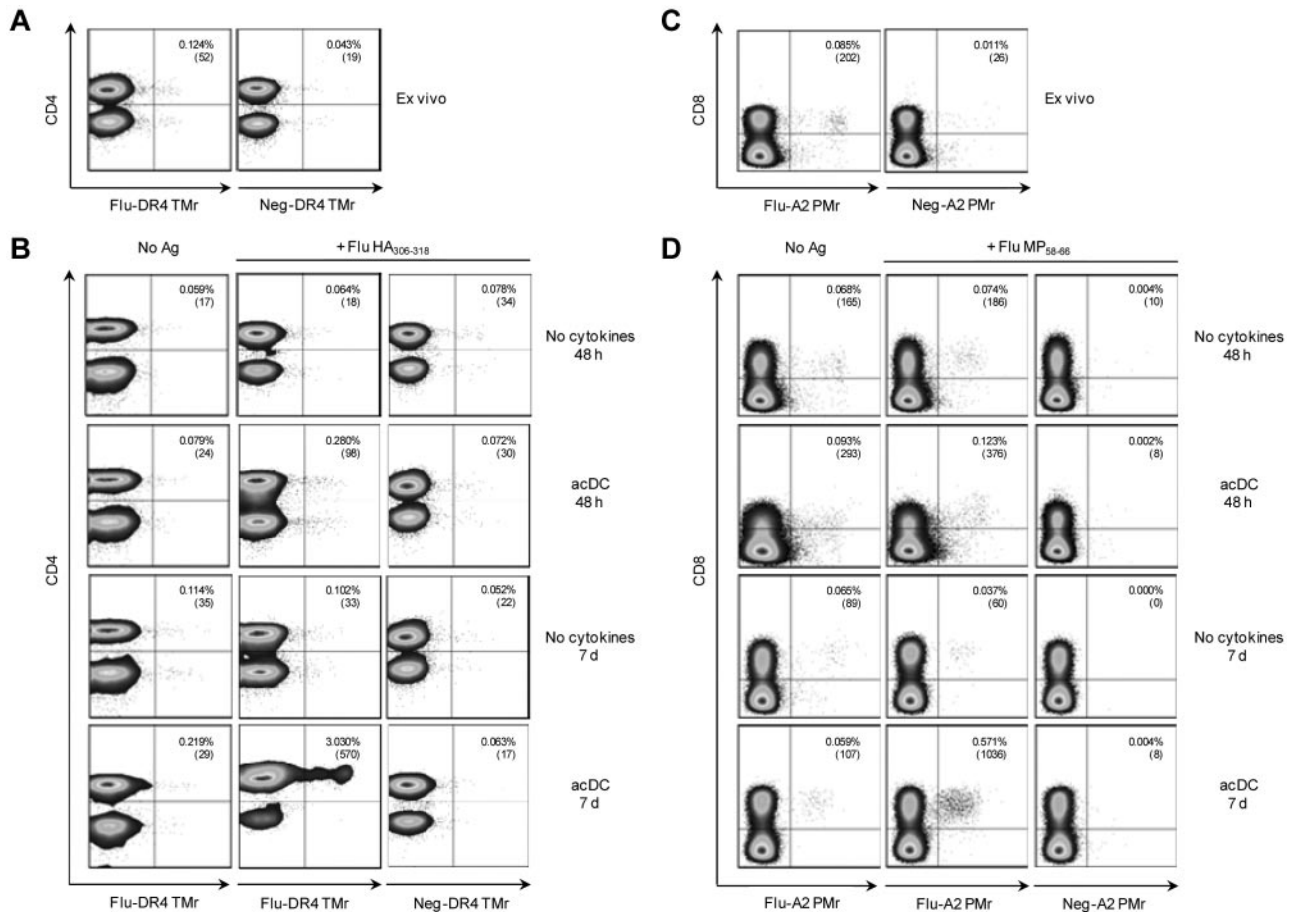 A
CD4
0.124%
(52)
0.043%
(19)
Ex vivo
Flu-DR4 TMr
Neg-DR4 TMr
B
No Ag
+ Flu HA306-318
CD4
0.059%
(17)
0.064%
(18)
0.078%
(34)
No cytokines
48 h
0.079%
(24)
0.280%
(98)
0.072%
(30)
acDC
48 h
0.114%
(35)
0.102%
(33)
0.052%
(22)
No cytokines
7 d
0.219%
(29)
3.030%
(570)
0.063%
(17)
acDC
7 d
Flu-DR4 TMr
Flu-DR4 TMr
Neg-DR4 TMr
C
CD8
0.085%
(202)
0.011%
(26)
Ex vivo
Flu-A2 PMr
Neg-A2 PMr
D
No Ag
+ Flu MP58-66
CD8
0.068%
(165)
0.074%
(186)
0.004%
(10)
No cytokines
48 h
0.093%
(293)
0.123%
(376)
0.002%
(8)
acDC
48 h
0.065%
(89)
0.037%
(60)
0.000%
(0)
No cytokines
7 d
0.059%
(107)
0.571%
(1036)
0.004%
(8)
acDC
7 d
Flu-A2 PMr
Flu-A2 PMr
Neg-A2 PMr